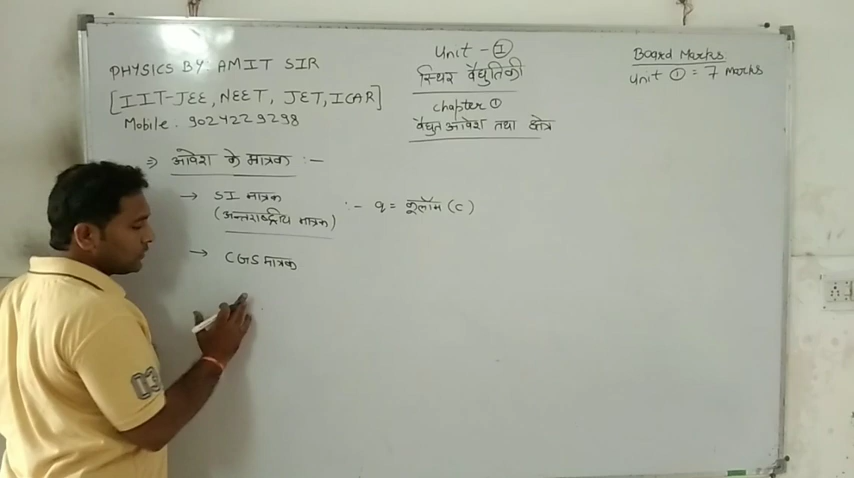 PHYSICS BY AMIT SIR
[IIT-JEE, NEET, JET, ICAR]
Mobile. 9024229298
Unit - I
स्थिर वैद्युतिकी
Chapter 1
वैद्युत आवेश तथा क्षेत्र
Board Marks
Unit 1 = 7 marks
⇒ आवेश के मात्रक :-
→ SI मात्रक
(अन्तराष्ट्रीय मात्रक) :- q = कूलॉम (C)
→ CGS मात्रक
03